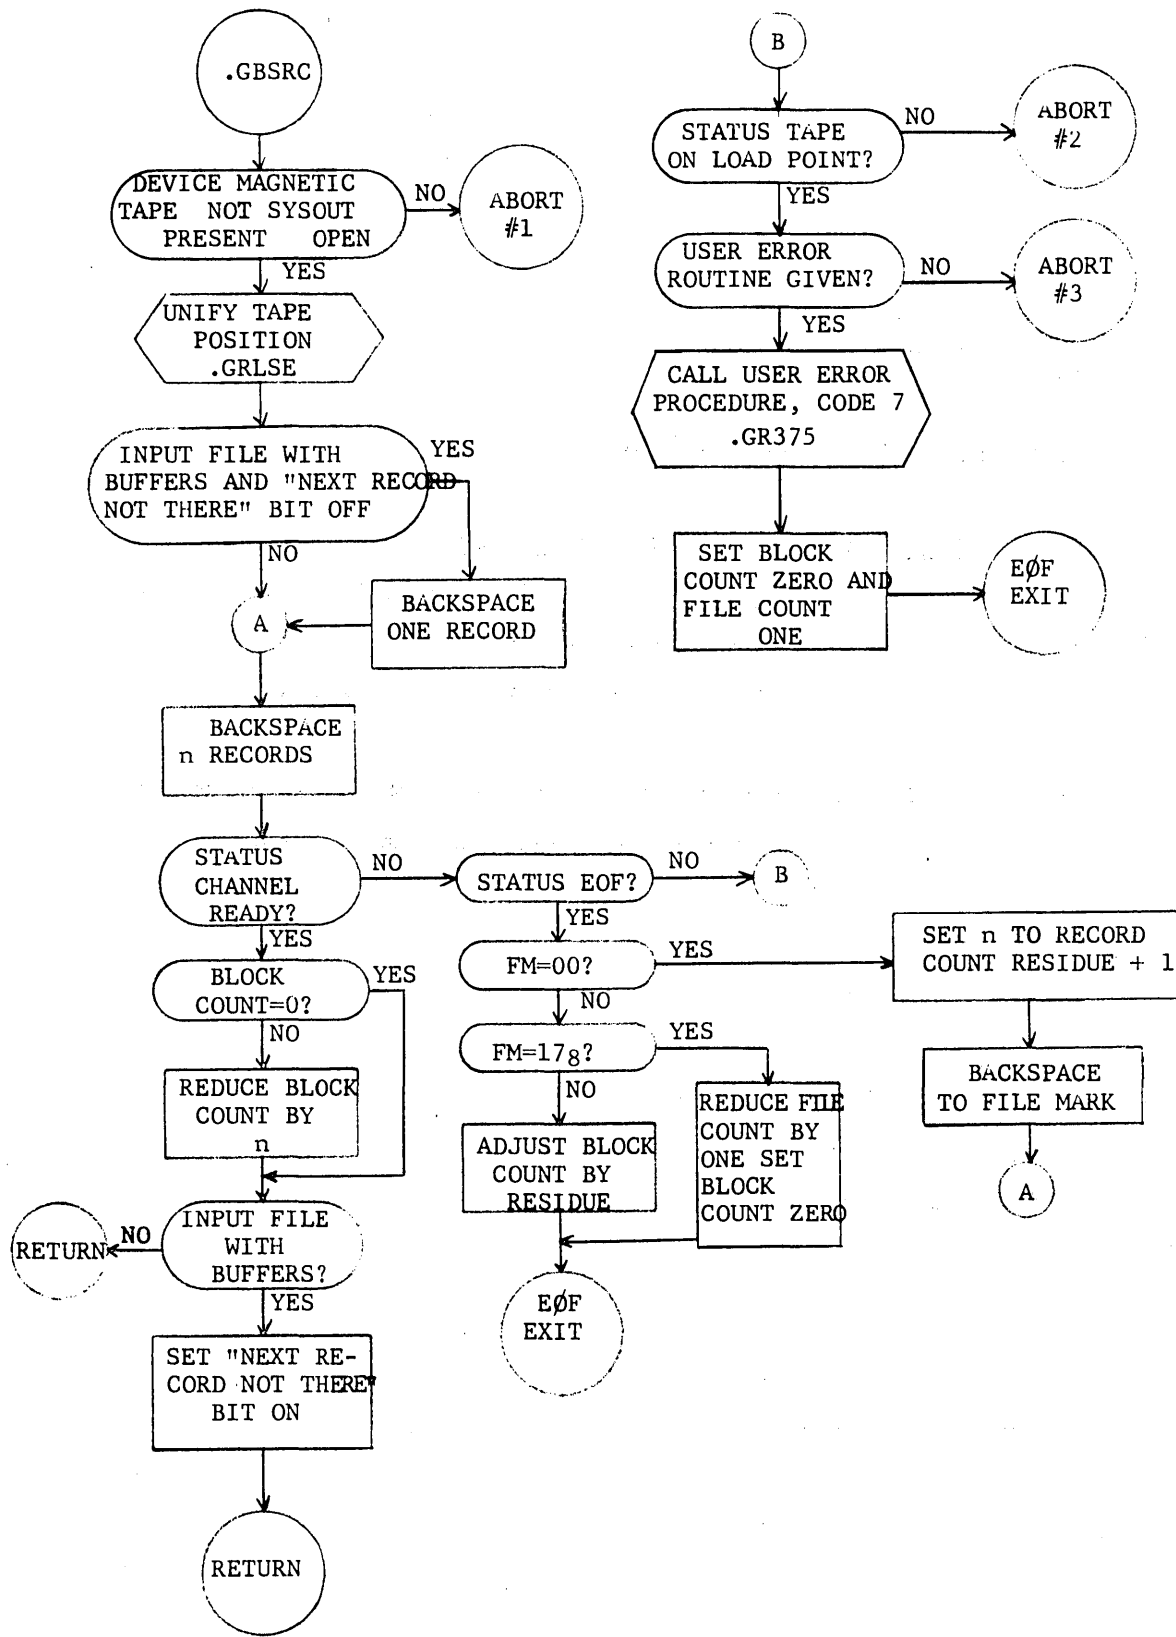 .GBSRC
DEVICE MAGNETIC
TAPE NOT SYSOUT
PRESENT OPEN
NO
ABORT
#1
YES
UNIFY TAPE
POSITION
.GRLSE
INPUT FILE WITH
BUFFERS AND "NEXT RECORD
NOT THERE" BIT OFF
YES
NO
BACKSPACE
ONE RECORD
A
BACKSPACE
n RECORDS
STATUS
CHANNEL
READY?
NO
YES
BLOCK
COUNT=0?
YES
NO
REDUCE BLOCK
COUNT BY
n
INPUT FILE
WITH
BUFFERS?
NO
RETURN
YES
SET "NEXT RE-
CORD NOT THERE"
BIT ON
RETURN
STATUS EOF?
NO
B
YES
FM=00?
YES
NO
FM=17₈?
YES
NO
ADJUST BLOCK
COUNT BY
RESIDUE
REDUCE FILE
COUNT BY
ONE SET
BLOCK
COUNT ZERO
EØF
EXIT
SET n TO RECORD
COUNT RESIDUE + 1
BACKSPACE
TO FILE MARK
A
B
STATUS TAPE
ON LOAD POINT?
NO
ABORT
#2
YES
USER ERROR
ROUTINE GIVEN?
NO
ABORT
#3
YES
CALL USER ERROR
PROCEDURE, CODE 7
.GR375
SET BLOCK
COUNT ZERO AND
FILE COUNT
ONE
EØF
EXIT